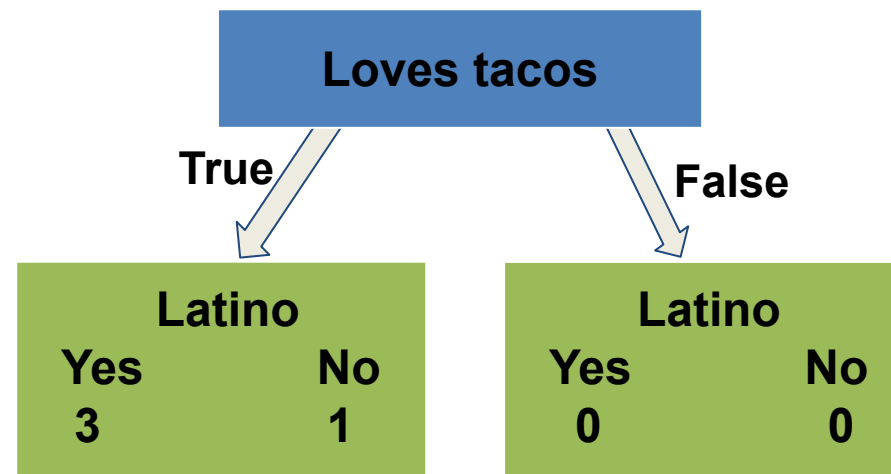 Loves tacos
True
False
Latino
Yes No
3 1
Latino
Yes No
0 0